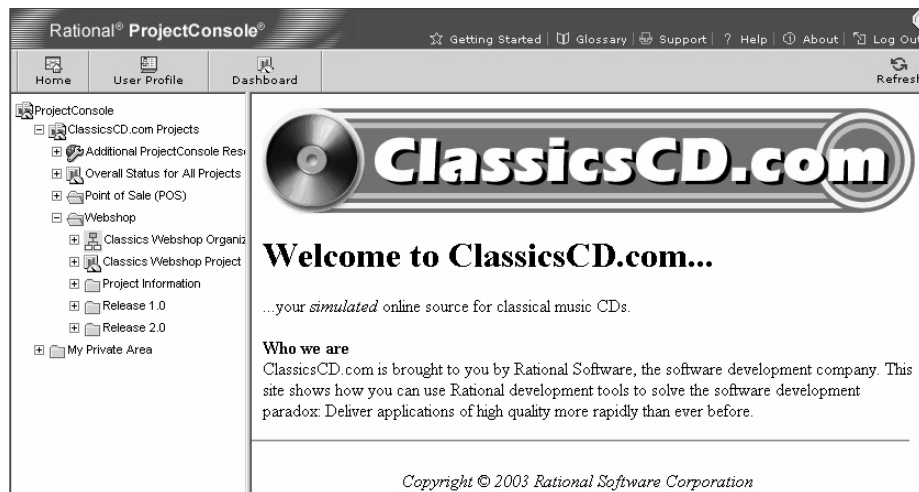 Rational® ProjectConsole®
Getting Started | Glossary | Support | ? Help | About | Log Out
Home
User Profile
Dashboard
Refresh
ProjectConsole
ClassicsCD.com Projects
Additional ProjectConsole Reso
Overall Status for All Projects
Point of Sale (POS)
Webshop
Classics Webshop Organiz
Classics Webshop Project
Project Information
Release 1.0
Release 2.0
My Private Area
ClassicsCD.com
Welcome to ClassicsCD.com...
...your simulated online source for classical music CDs.
Who we are
ClassicsCD.com is brought to you by Rational Software, the software development company. This
site shows how you can use Rational development tools to solve the software development
paradox: Deliver applications of high quality more rapidly than ever before.
Copyright © 2003 Rational Software Corporation